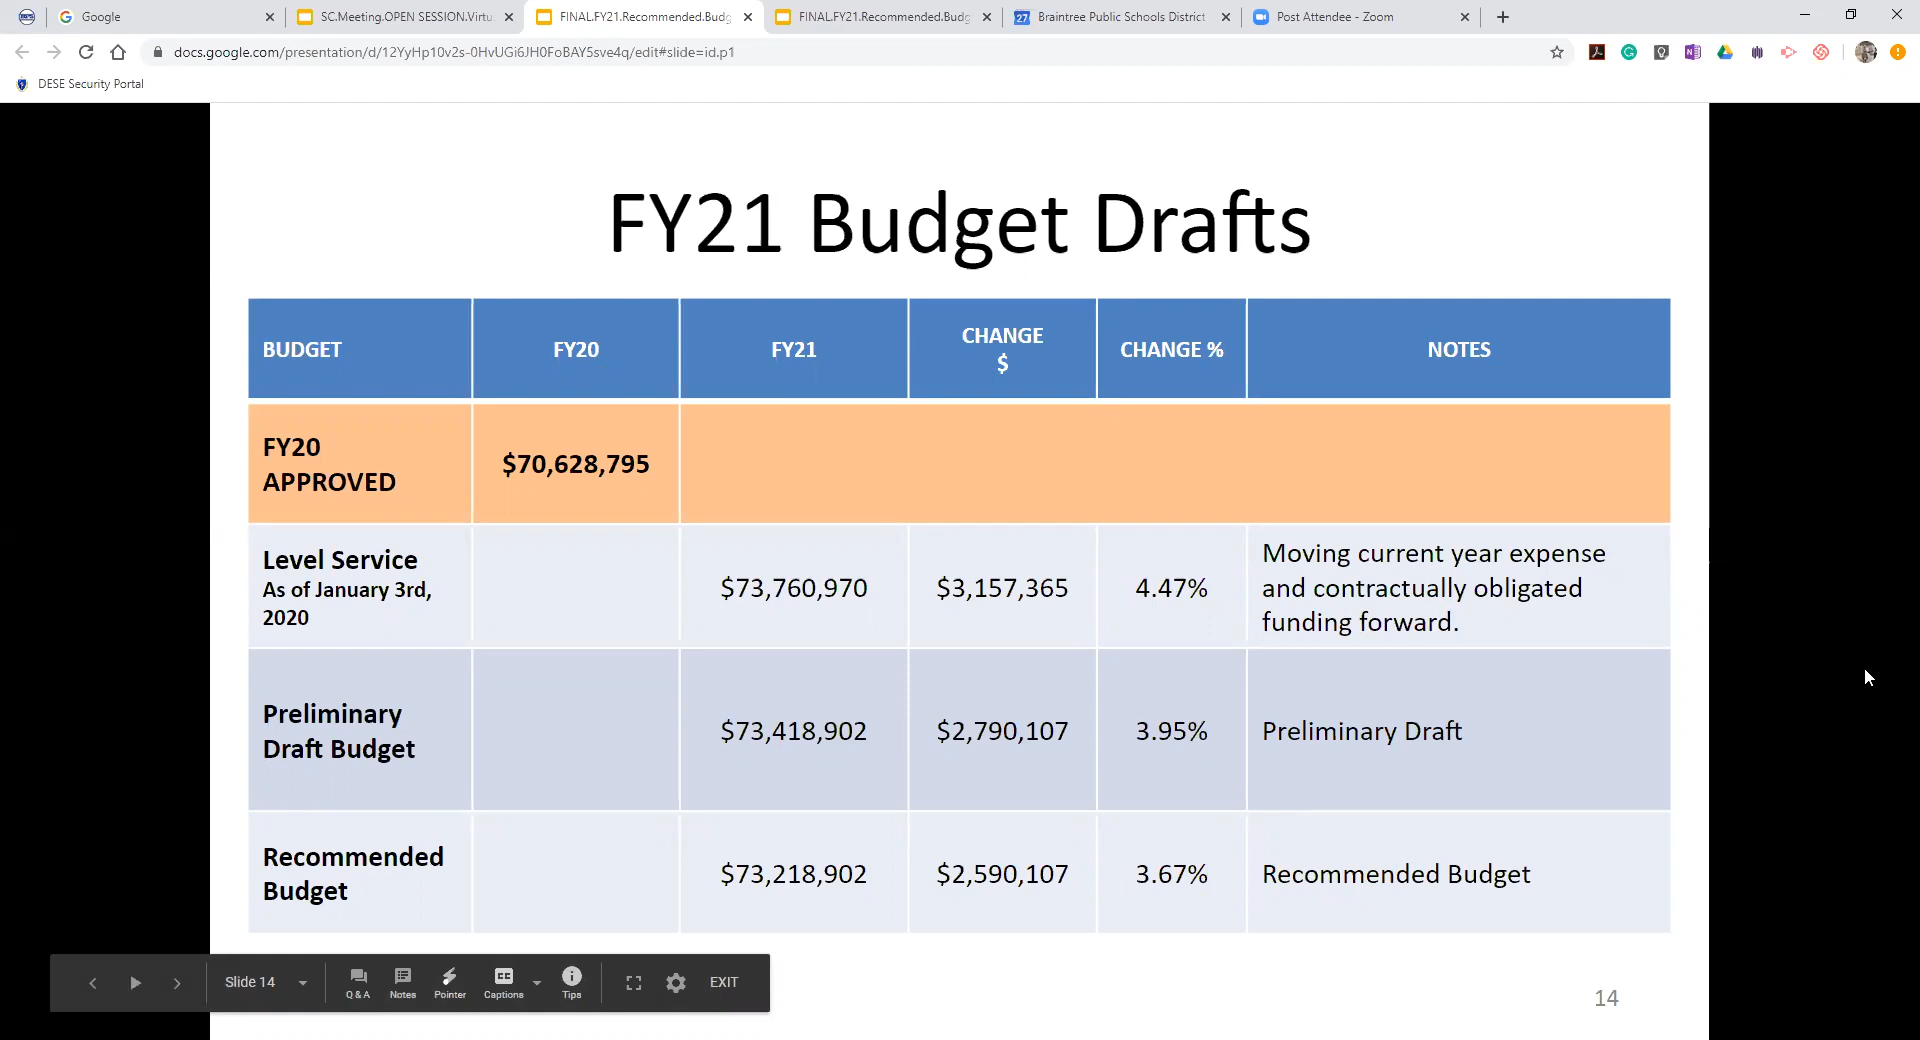 Google
SC.Meeting.OPEN SESSION.Virtu
FINAL.FY21.Recommended.Budg
FINAL.FY21.Recommended.Budg
27
Braintree Public Schools District
Post Attendee - Zoom
docs.google.com/presentation/d/12YyHp10v2s-0HvUGi6JH0FoBAY5sve4q/edit#slide=id.p1
DESE Security Portal
FY21 Budget Drafts
BUDGET FY20 FY21 CHANGE $ CHANGE % NOTES
FY20 APPROVED $70,628,795
Level Service
As of January 3rd,
2020
$73,760,970 $3,157,365 4.47%
Moving current year expense
and contractually obligated
funding forward.
Preliminary
Draft Budget
$73,418,902 $2,790,107 3.95% Preliminary Draft
Recommended
Budget
$73,218,902 $2,590,107 3.67% Recommended Budget
Slide 14
Q & A
Notes
Pointer
CC
Captions
Tips
EXIT
14